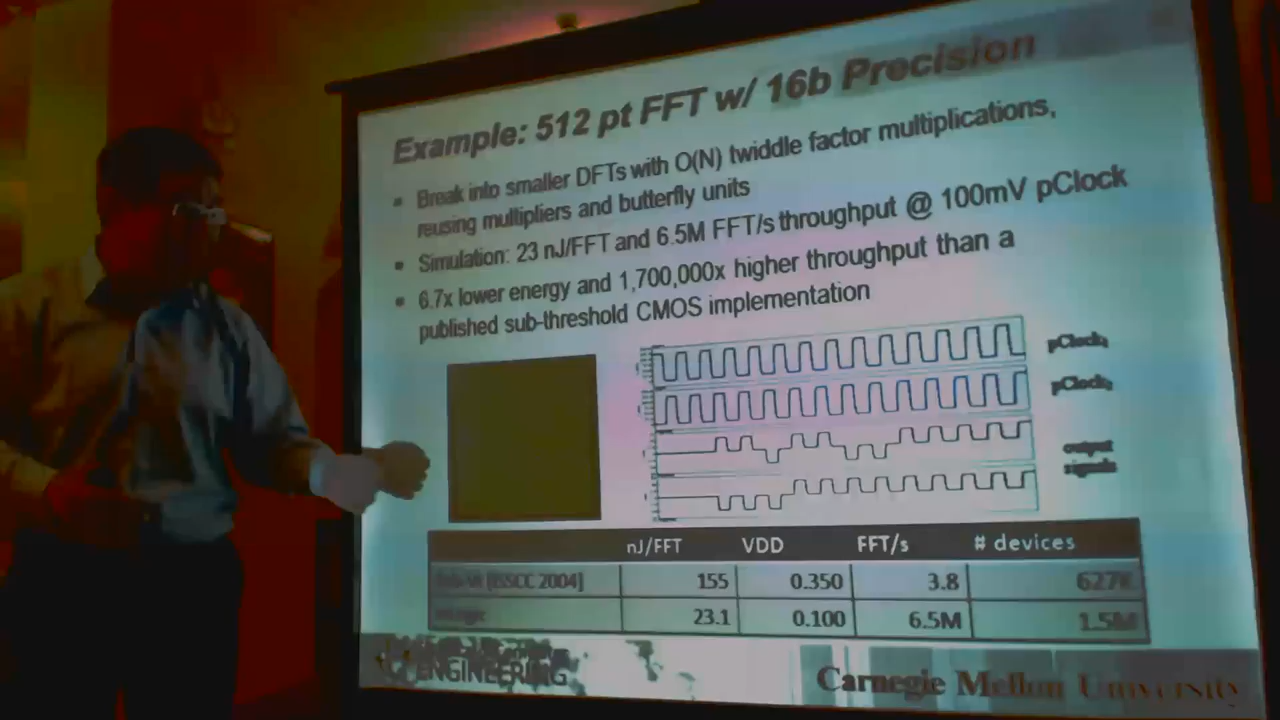 Example: 512 pt FFT w/ 16b Precision
Break into smaller DFTs with O(N) twiddle factor multiplications,
reusing multipliers and butterfly units
Simulation: 23 nJ/FFT and 6.5M FFT/s throughput @ 100mV pClock
6.7x lower energy and 1,700,000x higher throughput than a
published sub-threshold CMOS implementation
pClock
pClock
output
signals
nJ/FFT VDD FFT/s # devices
[ISSCC 2004] 155 0.350 3.8 627K
23.1 0.100 6.5M 1.5M
ENGINEERING
Carnegie Mellon University